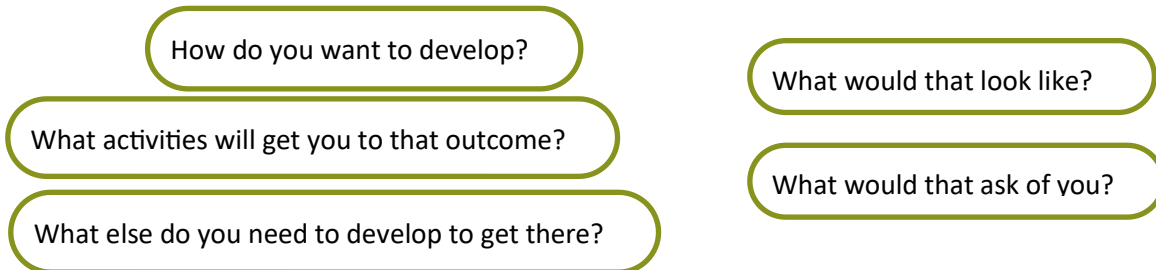 How do you want to develop?
What would that look like?
What activities will get you to that outcome?
What would that ask of you?
What else do you need to develop to get there?